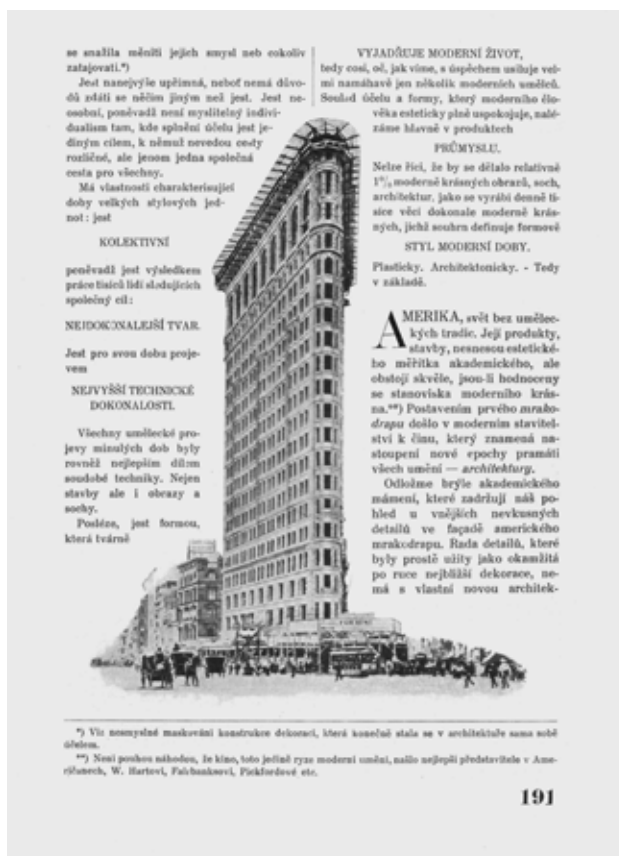 se snažila měniti jejich smysl neb cokoliv
zatajovati.*)
Jest nanejvýše upřimná, neboť nemá důvo-
dů zdáti se něčím jiným než jest. Jest ne-
osobní, poněvadž není myslitelný indivi-
dualism tam, kde splnění účelu jest je-
diným cílem, k němuž nevedou cesty
rozličné, ale jenom jedna společná
cesta pro všechny.
Má vlastnosti charakterisující
doby velkých stylových jed-
not: jest
KOLEKTIVNÍ
poněvadž jest výsledkem
práce tisíců lidí sledujících
společný cíl:
NEJDOKONALEJŠÍ TVAR.
Jest pro svou dobu proje-
vem
NEJVYŠŠÍ TECHNICKÉ
DOKONALOSTI.
Všechny umělecké pro-
jevy minulých dob byly
rovněž nejlepším dílem
soudobé techniky. Nejen
stavby ale i obrazy a
sochy.
Posléze, jest formou,
která tvárně
VYJADŘUJE MODERNÍ ŽIVOT,
tedy cosi, oč, jak víme, s úspěchem usiluje vel-
mi namáhavě jen několik moderních umělců.
Soulad účelu a formy, který moderního člo-
věka esteticky plně uspokojuje, nalé-
záme hlavně v produktech
PRŮMYSLU.
Nelze říci, že by se dělalo relativně
1% moderně krásných obrazů, soch,
architektur, jako se vyrábí denně ti-
síce věcí dokonale moderně krás-
ných, jichž souhrn definuje formově
STYL MODERNÍ DOBY.
Plasticky. Architektonicky. - Tedy
v základě.
AMERIKA, svět bez umělec-
kých tradic. Její produkty,
stavby, nesnesou estetické-
ho měřítka akademického, ale
obstojí skvěle, jsou-li hodnoceny
se stanoviska moderního krás-
na.**) Postavením prvého mrako-
drapu došlo v moderním stavitel-
ství k činu, který znamená na-
stoupení nové epochy pramáti
všech umění — architektury.
Odložme brýle akademického
mámení, které zadržují náš po-
hled u vnějších nevkusných
detailů ve façadě amerického
mrakodrapu. Rada detailů, které
byly prostě užity jako okamžitá
po ruce nejbližší dekorace, ne-
má s vlastní novou architek-
*) Viz nesmyslné maskování konstrukce dekorací, která konečně stala se v architektuře sama sobě
účelem.
**) Není pouhou náhodou, že kino, toto jedině ryze moderní umění, našlo nejlepší představitele v Ame-
ričanech, W. Hartovi, Fairbanksovi, Pickfordové etc.
191